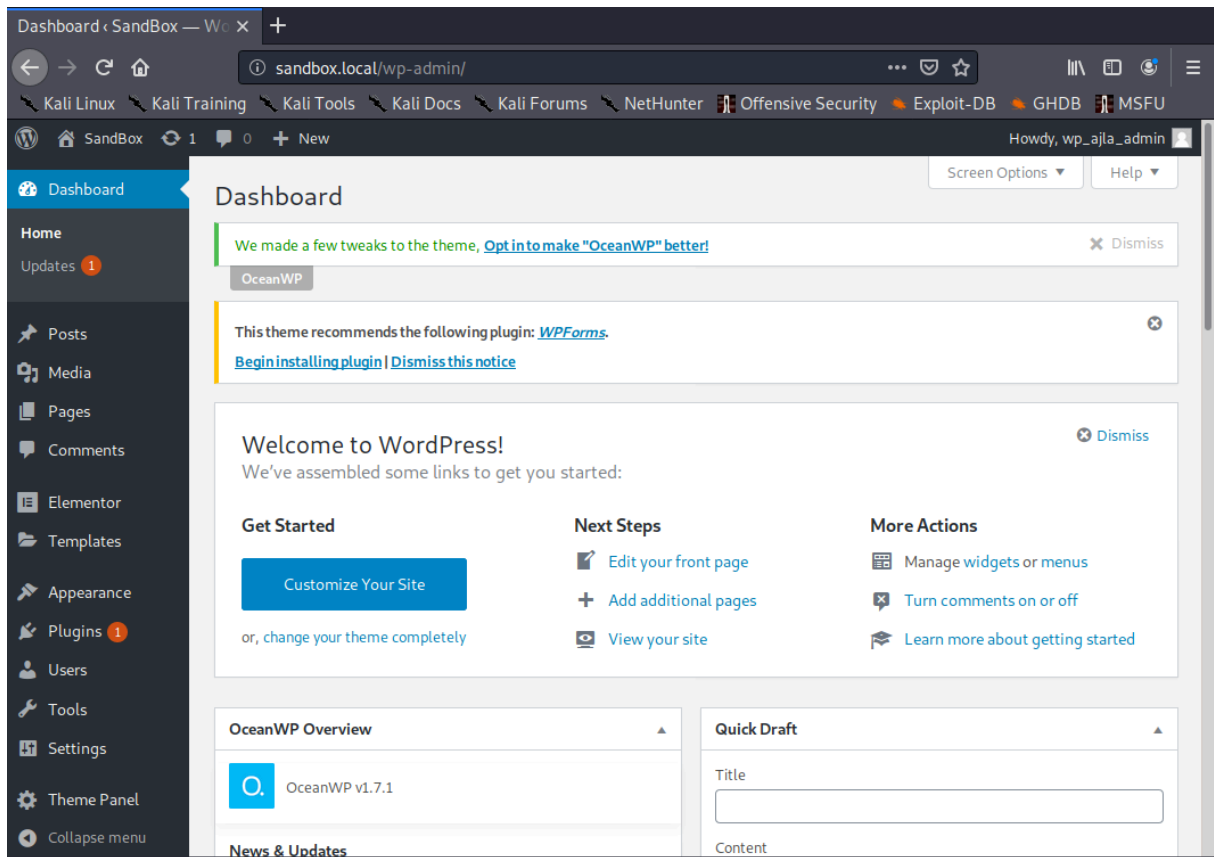 Dashboard ‹ SandBox — Wo
sandbox.local/wp-admin/
Kali Linux Kali Training Kali Tools Kali Docs Kali Forums NetHunter Offensive Security Exploit-DB GHDB MSFU
SandBox 1 0 + New Howdy, wp_ajla_admin
Dashboard
Home
Updates 1
Posts
Media
Pages
Comments
Elementor
Templates
Appearance
Plugins 1
Users
Tools
Settings
Theme Panel
Collapse menu
Screen Options Help
Dashboard
We made a few tweaks to the theme, Opt in to make "OceanWP" better! Dismiss
OceanWP
This theme recommends the following plugin: WPForms.
Begin installing plugin | Dismiss this notice
Welcome to WordPress! Dismiss
We've assembled some links to get you started:
Get Started
Customize Your Site
or, change your theme completely
Next Steps
Edit your front page
Add additional pages
View your site
More Actions
Manage widgets or menus
Turn comments on or off
Learn more about getting started
OceanWP Overview
O. OceanWP v1.7.1
News & Updates
Quick Draft
Title
Content